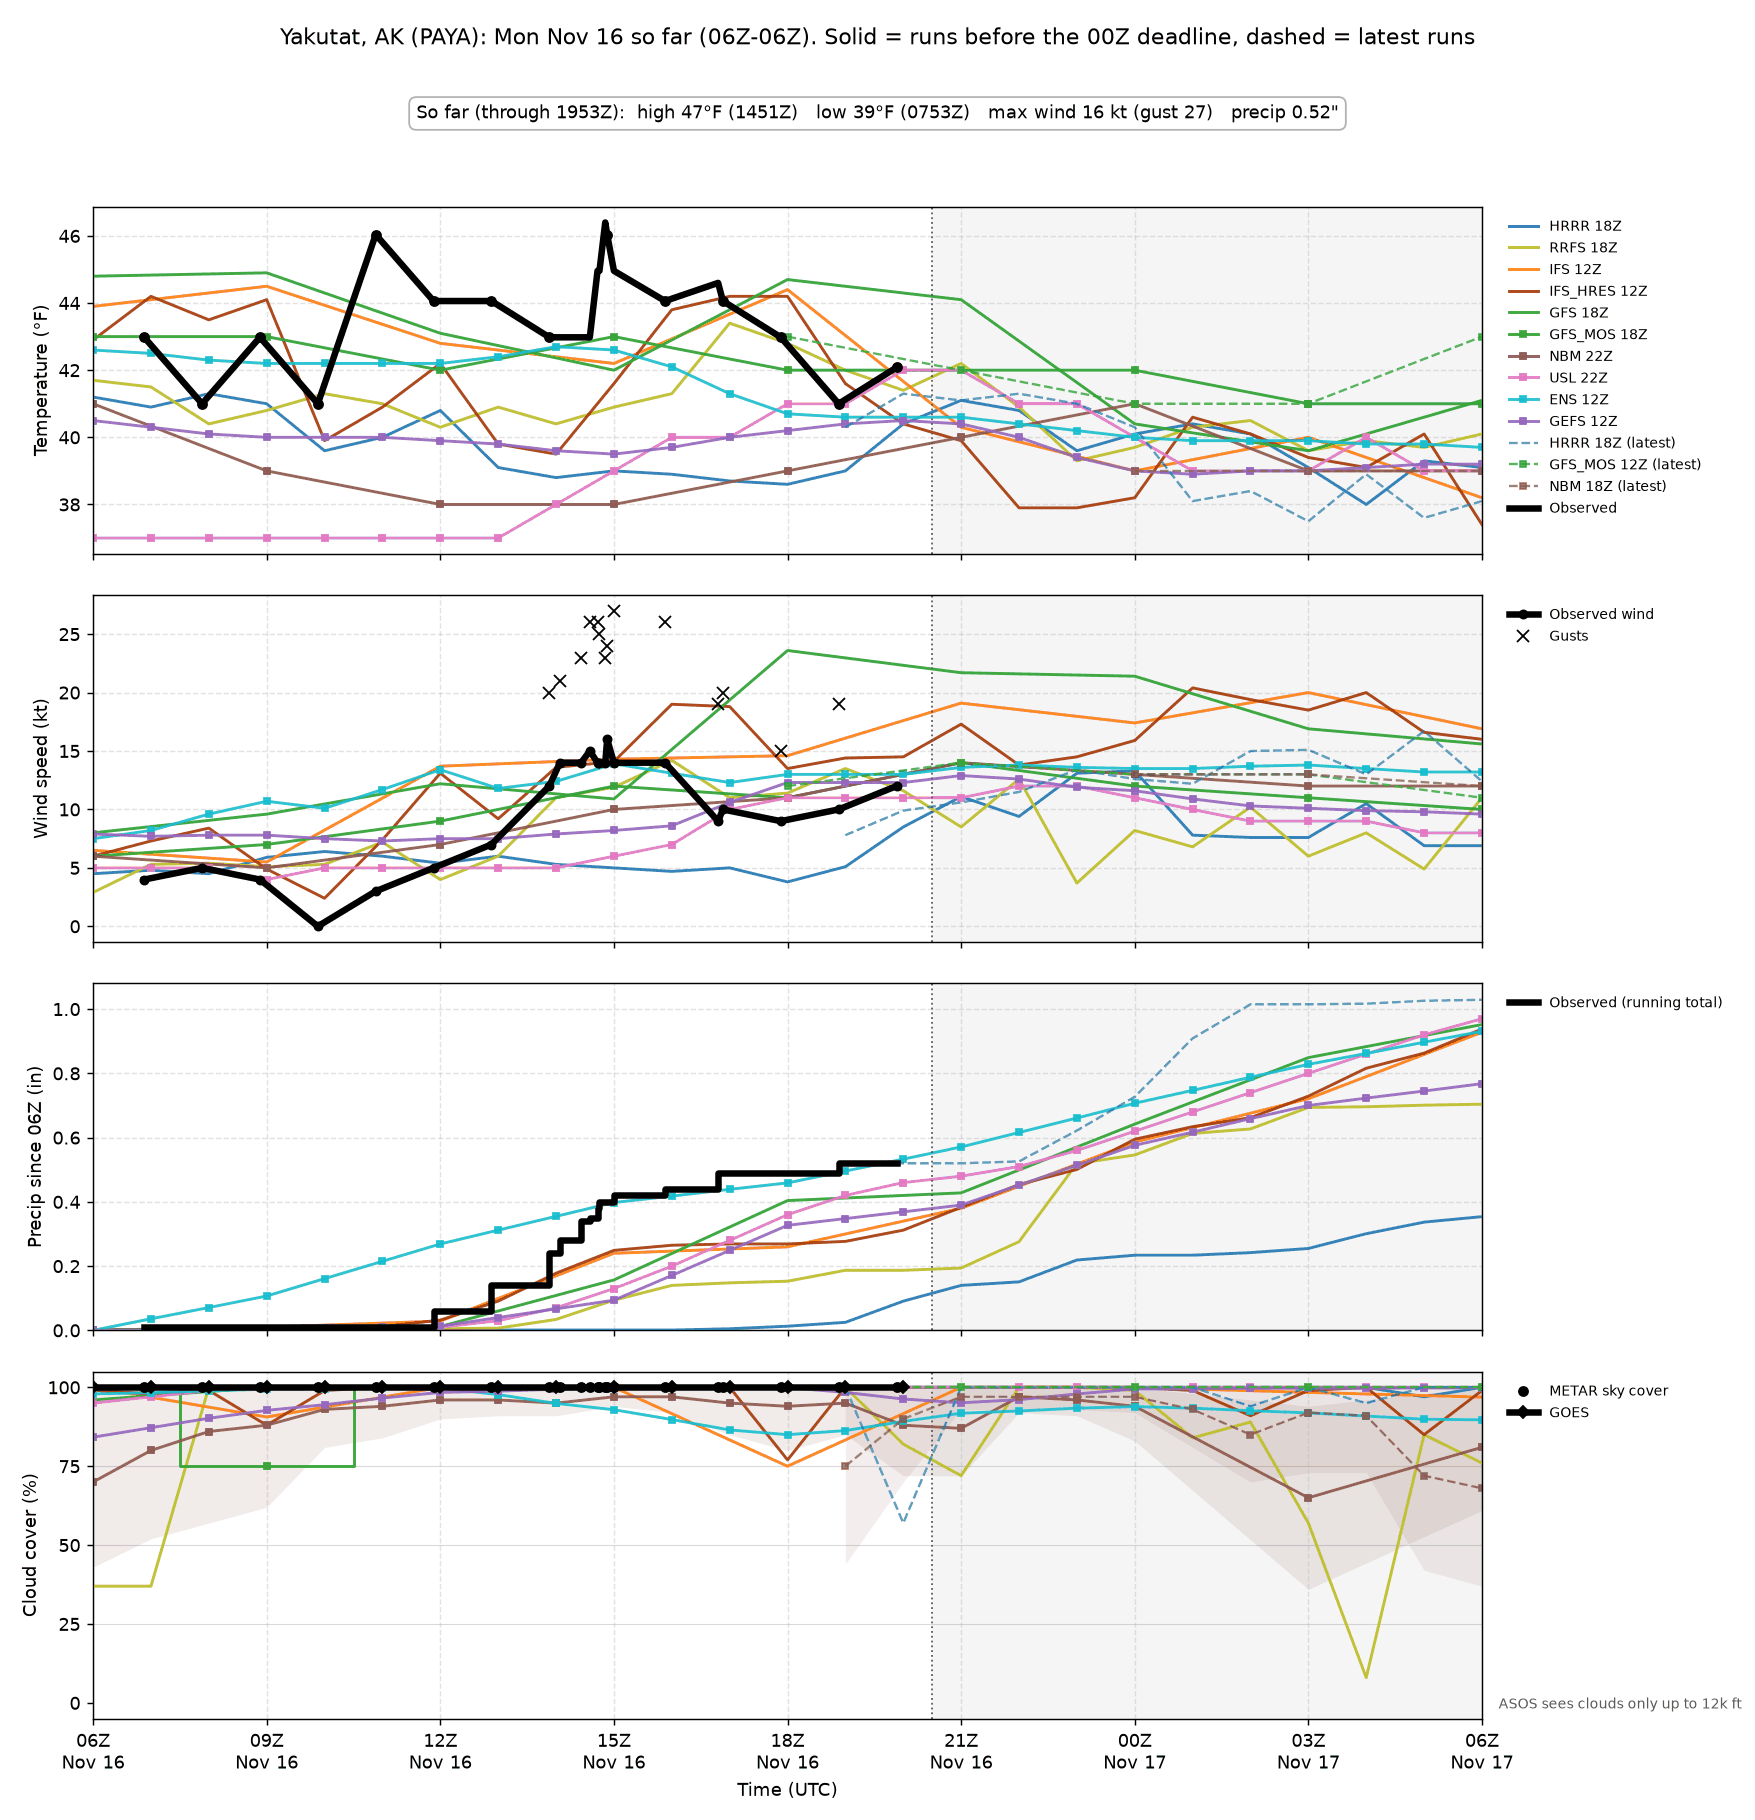 Yakutat, AK (PAYA): Mon Nov 16 so far (06Z-06Z). Solid = runs before the 00Z deadline, dashed = latest runs
So far (through 1953Z):  high 47°F (1451Z)   low 39°F (0753Z)   max wind 16 kt (gust 27)   precip 0.52"
Temperature (°F)
46
44
42
40
38
HRRR 18Z
RRFS 18Z
IFS 12Z
IFS_HRES 12Z
GFS 18Z
GFS_MOS 18Z
NBM 22Z
USL 22Z
ENS 12Z
GEFS 12Z
HRRR 18Z (latest)
GFS_MOS 12Z (latest)
NBM 18Z (latest)
Observed
Wind speed (kt)
25
20
15
10
5
0
Observed wind
Gusts
Precip since 06Z (in)
1.0
0.8
0.6
0.4
0.2
0.0
Observed (running total)
Cloud cover (%)
100
75
50
25
0
METAR sky cover
GOES
ASOS sees clouds only up to 12k ft
06Z
Nov 16
09Z
Nov 16
12Z
Nov 16
15Z
Nov 16
18Z
Nov 16
21Z
Nov 16
00Z
Nov 17
03Z
Nov 17
06Z
Nov 17
Time (UTC)